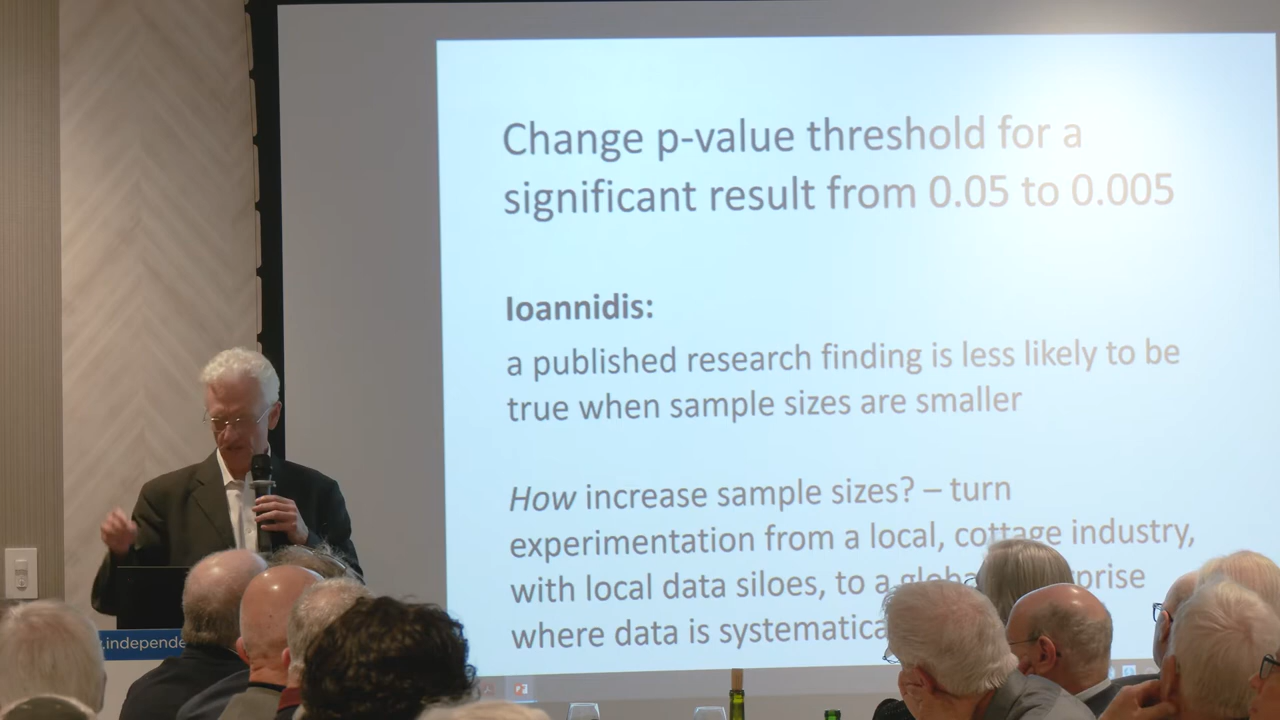 Change p-value threshold for a
significant result from 0.05 to 0.005
Ioannidis:
a published research finding is less likely to be
true when sample sizes are smaller
How increase sample sizes? – turn
experimentation from a local, cottage industry,
with local data siloes, to a
where data is